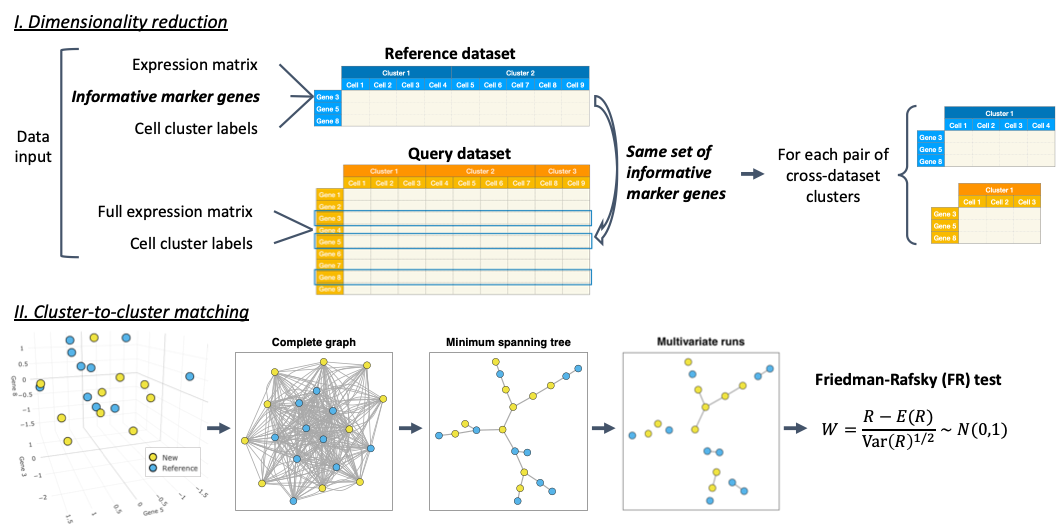 I. Dimensionality reduction
Data
input
Expression matrix
Informative marker genes
Cell cluster labels
Reference dataset
Cluster 1 Cluster 2
Cell 1 Cell 2 Cell 3 Cell 4 Cell 5 Cell 6 Cell 7 Cell 8 Cell 9
Gene 3
Gene 5
Gene 8
Full expression matrix
Cell cluster labels
Query dataset
Cluster 1 Cluster 2 Cluster 3
Cell 1 Cell 2 Cell 3 Cell 4 Cell 5 Cell 6 Cell 7 Cell 8 Cell 9
Gene 1
Gene 2
Gene 3
Gene 4
Gene 5
Gene 6
Gene 7
Gene 8
Gene 9
Same set of
informative
marker genes
For each pair of
cross-dataset
clusters
Cluster 1
Cell 1 Cell 2 Cell 3 Cell 4
Gene 3
Gene 5
Gene 8
Cluster 1
Cell 1 Cell 2 Cell 3
Gene 3
Gene 5
Gene 8
II. Cluster-to-cluster matching
1
0.5
0
−0.5
−1
−1.5
Gene 8
1
0
−1
−2
Gene 3
1.5
1
0.5
0
−0.5
−1
−1.5
Gene 5
New
Reference
Complete graph
Minimum spanning tree
Multivariate runs
Friedman-Rafsky (FR) test
W = R − E(R) / Var(R)^1/2 ~ N(0,1)